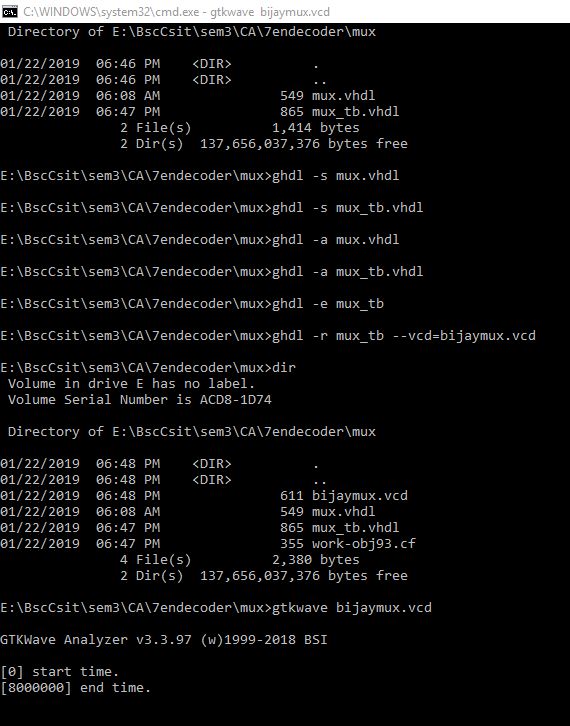 C:\WINDOWS\system32\cmd.exe - gtkwave  bijaymux.vcd
 Directory of E:\BscCsit\sem3\CA\7endecoder\mux

01/22/2019  06:46 PM    <DIR>          .
01/22/2019  06:46 PM    <DIR>          ..
01/22/2019  06:08 AM               549 mux.vhdl
01/22/2019  06:47 PM               865 mux_tb.vhdl
               2 File(s)          1,414 bytes
               2 Dir(s)  137,656,037,376 bytes free

E:\BscCsit\sem3\CA\7endecoder\mux>ghdl -s mux.vhdl

E:\BscCsit\sem3\CA\7endecoder\mux>ghdl -s mux_tb.vhdl

E:\BscCsit\sem3\CA\7endecoder\mux>ghdl -a mux.vhdl

E:\BscCsit\sem3\CA\7endecoder\mux>ghdl -a mux_tb.vhdl

E:\BscCsit\sem3\CA\7endecoder\mux>ghdl -e mux_tb

E:\BscCsit\sem3\CA\7endecoder\mux>ghdl -r mux_tb --vcd=bijaymux.vcd

E:\BscCsit\sem3\CA\7endecoder\mux>dir
 Volume in drive E has no label.
 Volume Serial Number is ACD8-1D74

 Directory of E:\BscCsit\sem3\CA\7endecoder\mux

01/22/2019  06:48 PM    <DIR>          .
01/22/2019  06:48 PM    <DIR>          ..
01/22/2019  06:48 PM               611 bijaymux.vcd
01/22/2019  06:08 AM               549 mux.vhdl
01/22/2019  06:47 PM               865 mux_tb.vhdl
01/22/2019  06:47 PM               355 work-obj93.cf
               4 File(s)          2,380 bytes
               2 Dir(s)  137,656,037,376 bytes free

E:\BscCsit\sem3\CA\7endecoder\mux>gtkwave bijaymux.vcd

GTKWave Analyzer v3.3.97 (w)1999-2018 BSI

[0] start time.
[8000000] end time.